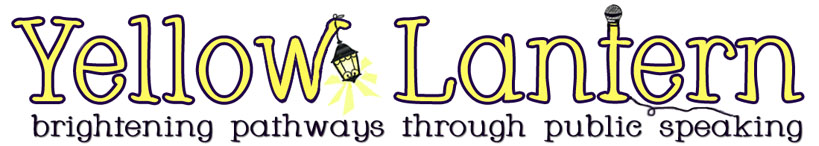 Yellow Lantern
brightening pathways through public speaking